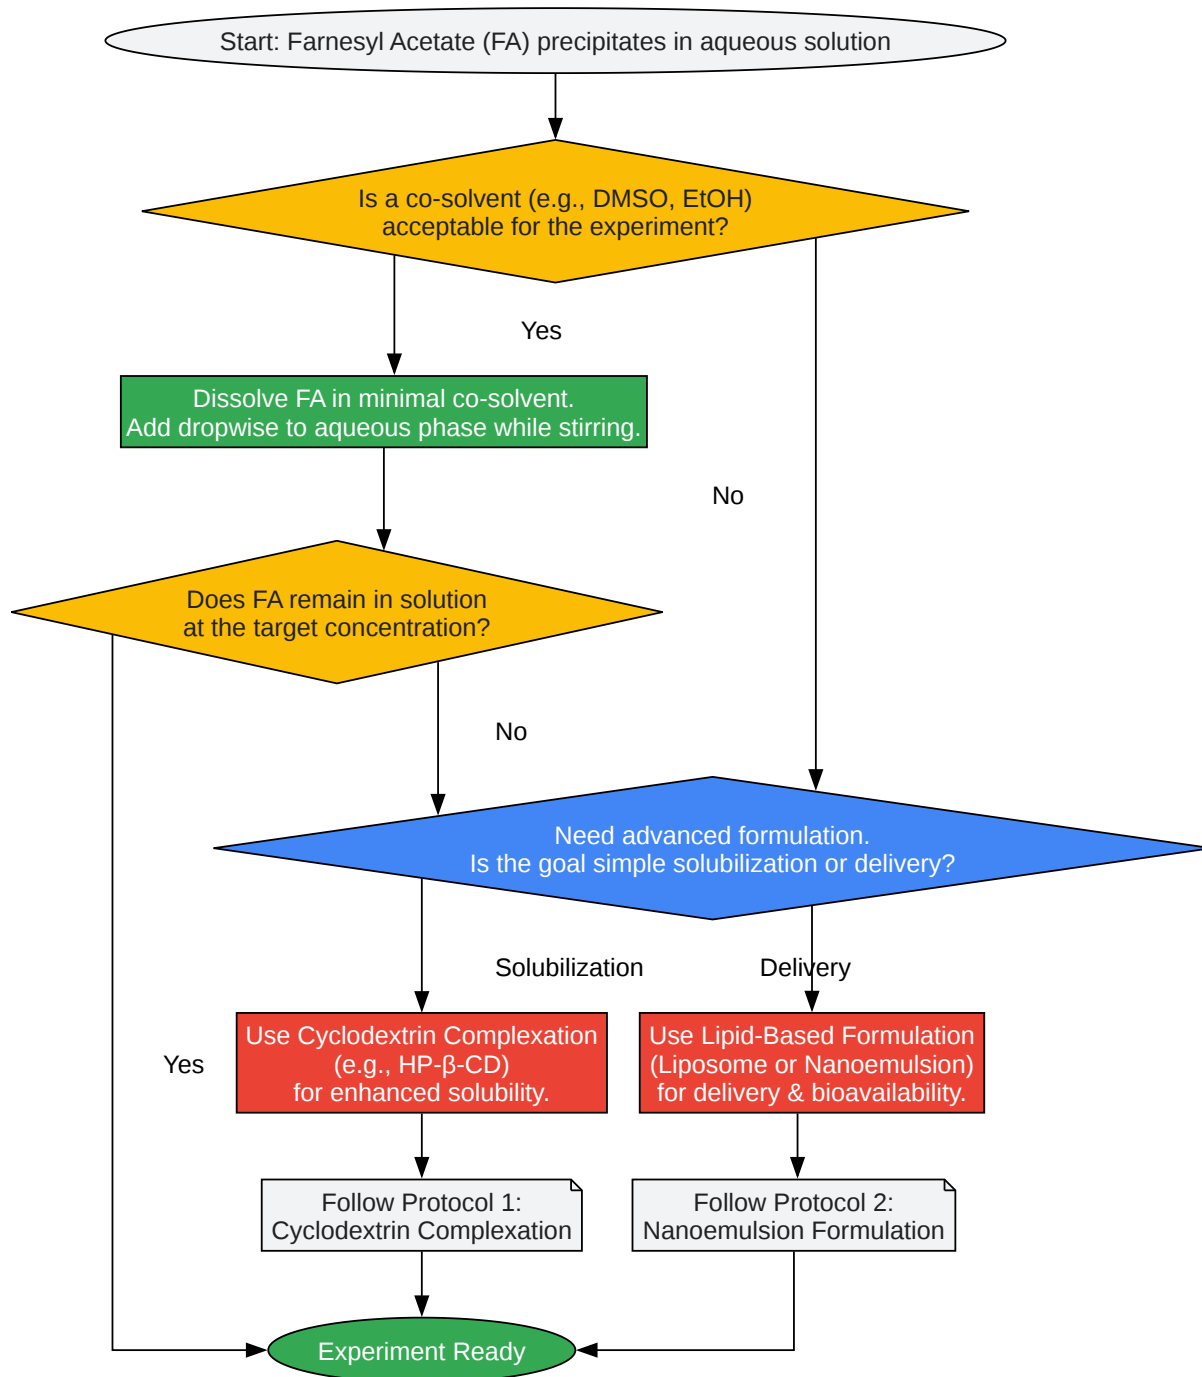 Start: Farnesyl Acetate (FA) precipitates in aqueous solution
Is a co-solvent (e.g., DMSO, EtOH)
acceptable for the experiment?
Yes
Dissolve FA in minimal co-solvent.
Add dropwise to aqueous phase while stirring.
No
Does FA remain in solution
at the target concentration?
No
Need advanced formulation.
Is the goal simple solubilization or delivery?
Solubilization
Delivery
Yes
Use Cyclodextrin Complexation
(e.g., HP-β-CD)
for enhanced solubility.
Use Lipid-Based Formulation
(Liposome or Nanoemulsion)
for delivery & bioavailability.
Follow Protocol 1:
Cyclodextrin Complexation
Follow Protocol 2:
Nanoemulsion Formulation
Experiment Ready